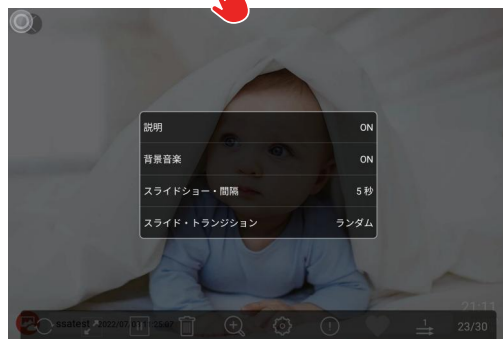 説明 ON
背景音楽 ON
スライドショー・間隔 5 秒
スライド・トランジション ランダム
21:11
ssatest
1
23/30